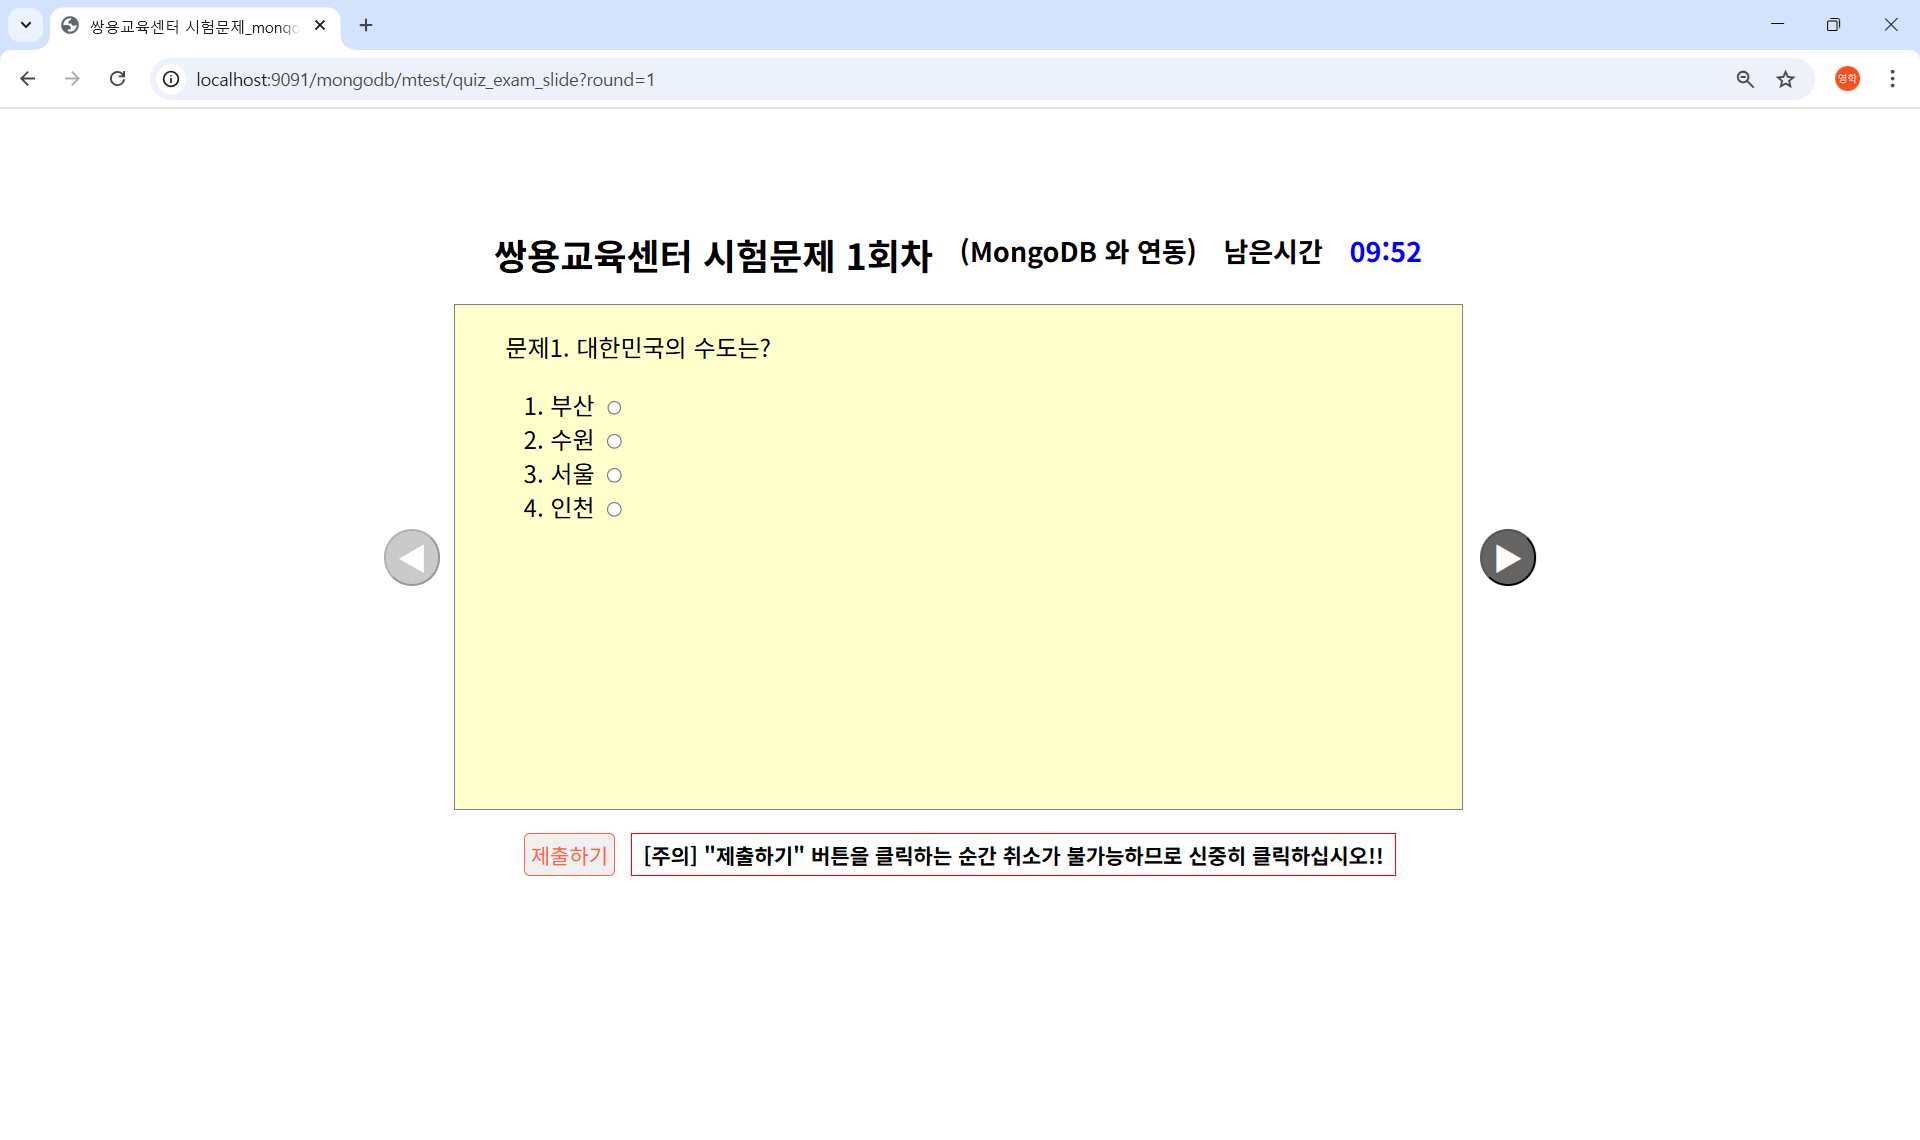 쌍용교육센터 시험문제_mong
localhost:9091/mongodb/mtest/quiz_exam_slide?round=1
영학
쌍용교육센터 시험문제 1회차 (MongoDB 와 연동) 남은시간 09:52
문제1. 대한민국의 수도는?
1. 부산
2. 수원
3. 서울
4. 인천
제출하기
[주의] "제출하기" 버튼을 클릭하는 순간 취소가 불가능하므로 신중히 클릭하십시오!!